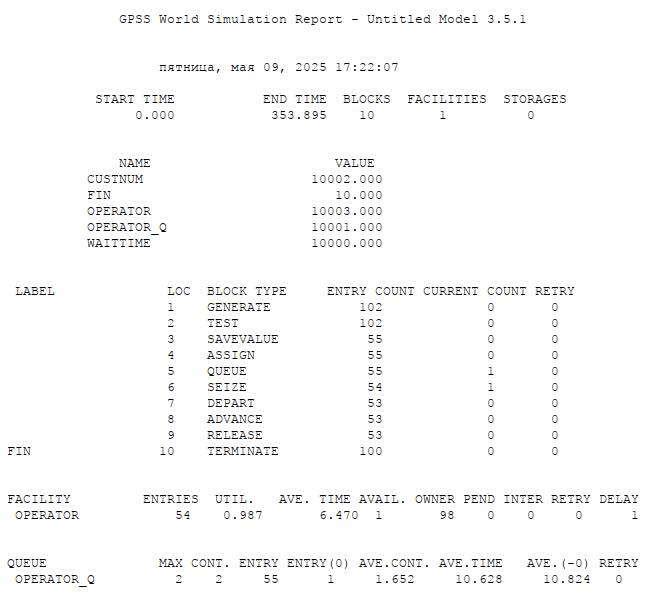 GPSS World Simulation Report - Untitled Model 3.5.1
пятница, мая 09, 2025 17:22:07
START TIME END TIME BLOCKS FACILITIES STORAGES
0.000 353.895 10 1 0
NAME VALUE
CUSTNUM 10002.000
FIN 10.000
OPERATOR 10003.000
OPERATOR_Q 10001.000
WAITTIME 10000.000
LABEL LOC BLOCK TYPE ENTRY COUNT CURRENT COUNT RETRY
1 GENERATE 102 0 0
2 TEST 102 0 0
3 SAVEVALUE 55 0 0
4 ASSIGN 55 0 0
5 QUEUE 55 1 0
6 SEIZE 54 1 0
7 DEPART 53 0 0
8 ADVANCE 53 0 0
9 RELEASE 53 0 0
FIN 10 TERMINATE 100 0 0
FACILITY ENTRIES UTIL. AVE. TIME AVAIL. OWNER PEND INTER RETRY DELAY
OPERATOR 54 0.987 6.470 1 98 0 0 0 1
QUEUE MAX CONT. ENTRY ENTRY(0) AVE.CONT. AVE.TIME AVE.(-0) RETRY
OPERATOR_Q 2 2 55 1 1.652 10.628 10.824 0